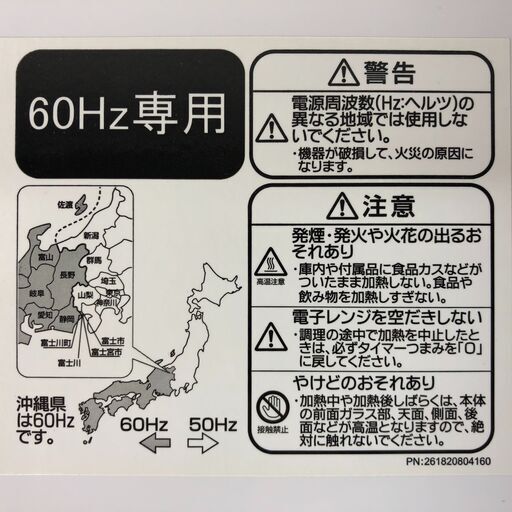 60Hz専用
警告
電源周波数(Hz:ヘルツ)の
異なる地域では使用しな
いでください。
・機器が破損して、火災の原因に
なります。
注意
発煙・発火や火花の出るお
それあり
高温注意
・庫内や付属品に食品カスなどが
ついたまま加熱しない。食品や
飲み物を加熱しすぎない。
電子レンジを空だきしない
・調理の途中で加熱を中止したと
きは、必ずタイマーつまみを「0」
に戻してください。
やけどのおそれあり
接触禁止
・加熱中や加熱後しばらくは、本体
の前面ガラス部、天面、側面、後
面などが高温となりますので、絶
対に触れないでください。
佐渡
新潟
富山
群馬
長野
埼玉
岐阜
山梨
東京
神奈川
愛知
静岡
富士川町
富士市
富士宮市
富士川
沖縄県
は60Hz
です。
60Hz
50Hz
PN:261820804160